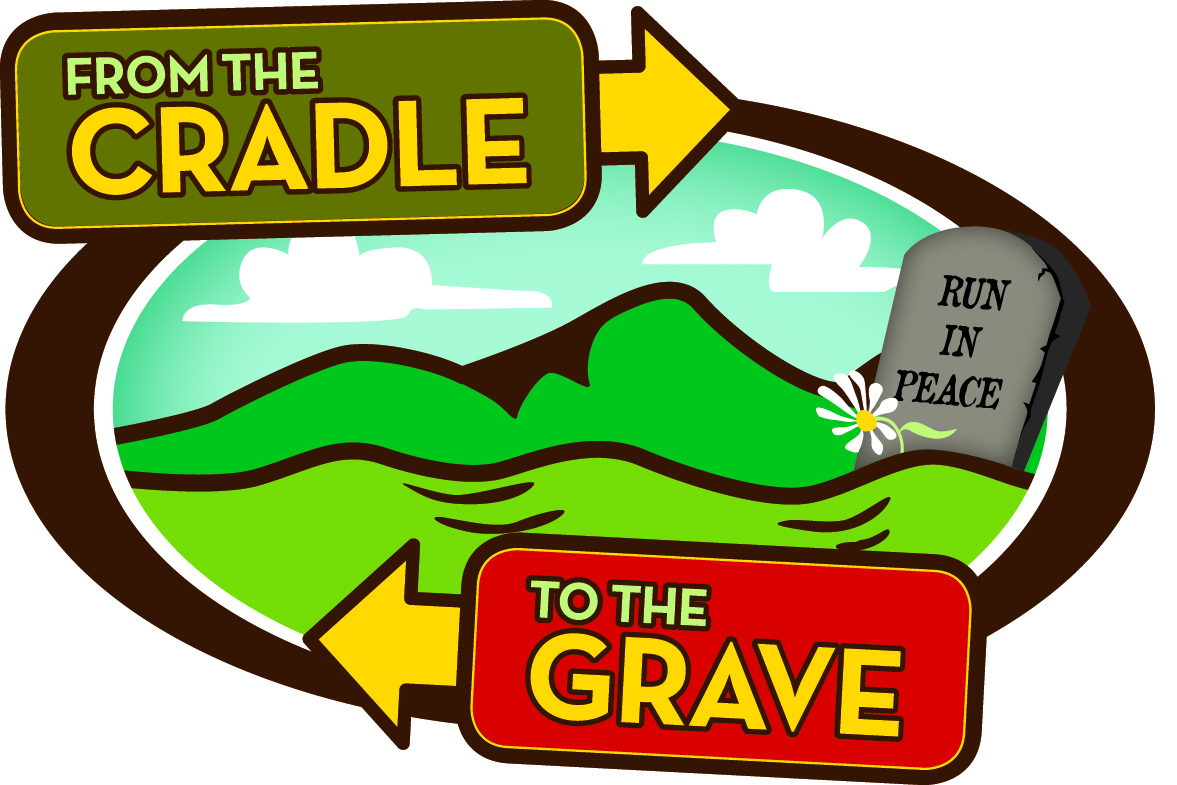 FROM THE
CRADLE
RUN
IN
PEACE
TO THE
GRAVE